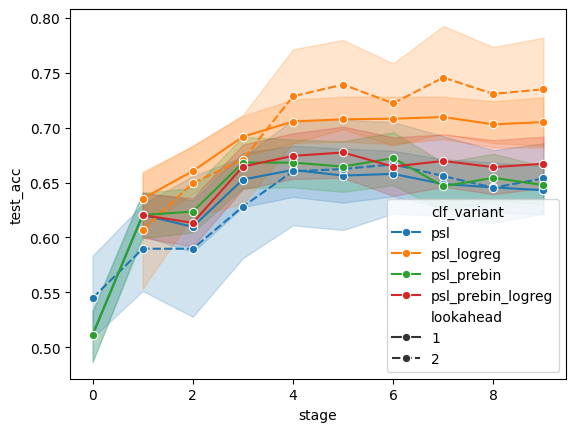 0.80
0.75
0.70
0.65
0.60
0.55
0.50
test_acc
0
2
4
6
8
stage
clf_variant
psl
psl_logreg
psl_prebin
psl_prebin_logreg
lookahead
1
2